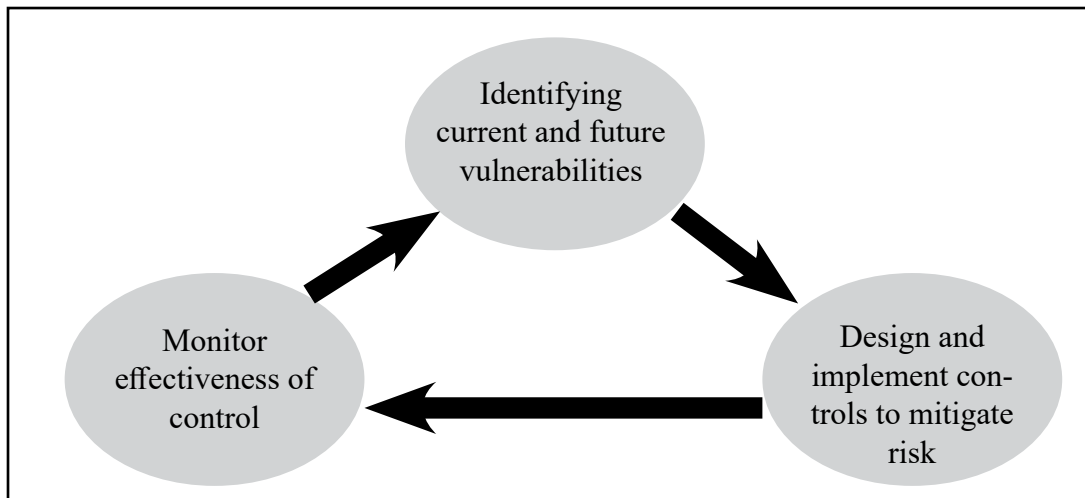 Identifying
current and future
vulnerabilities
Monitor
effectiveness of
control
Design and
implement con-
trols to mitigate
risk